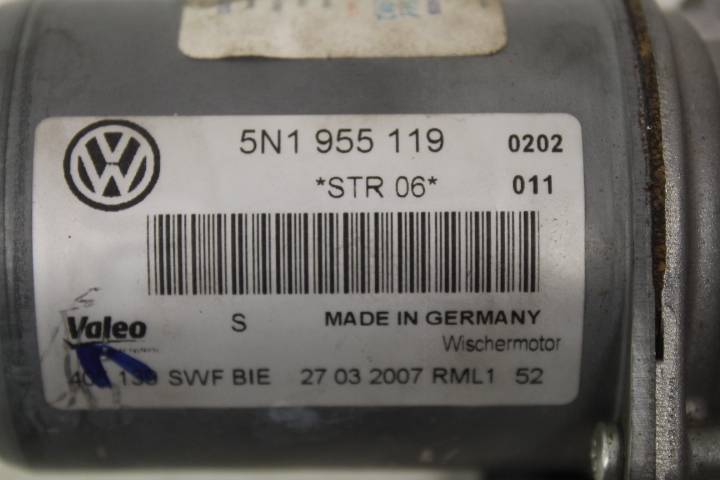 5N1 955 119 0202
*STR 06* 011
Valeo S MADE IN GERMANY
Wischermotor
SWF BIE 27 03 2007 RML1 52